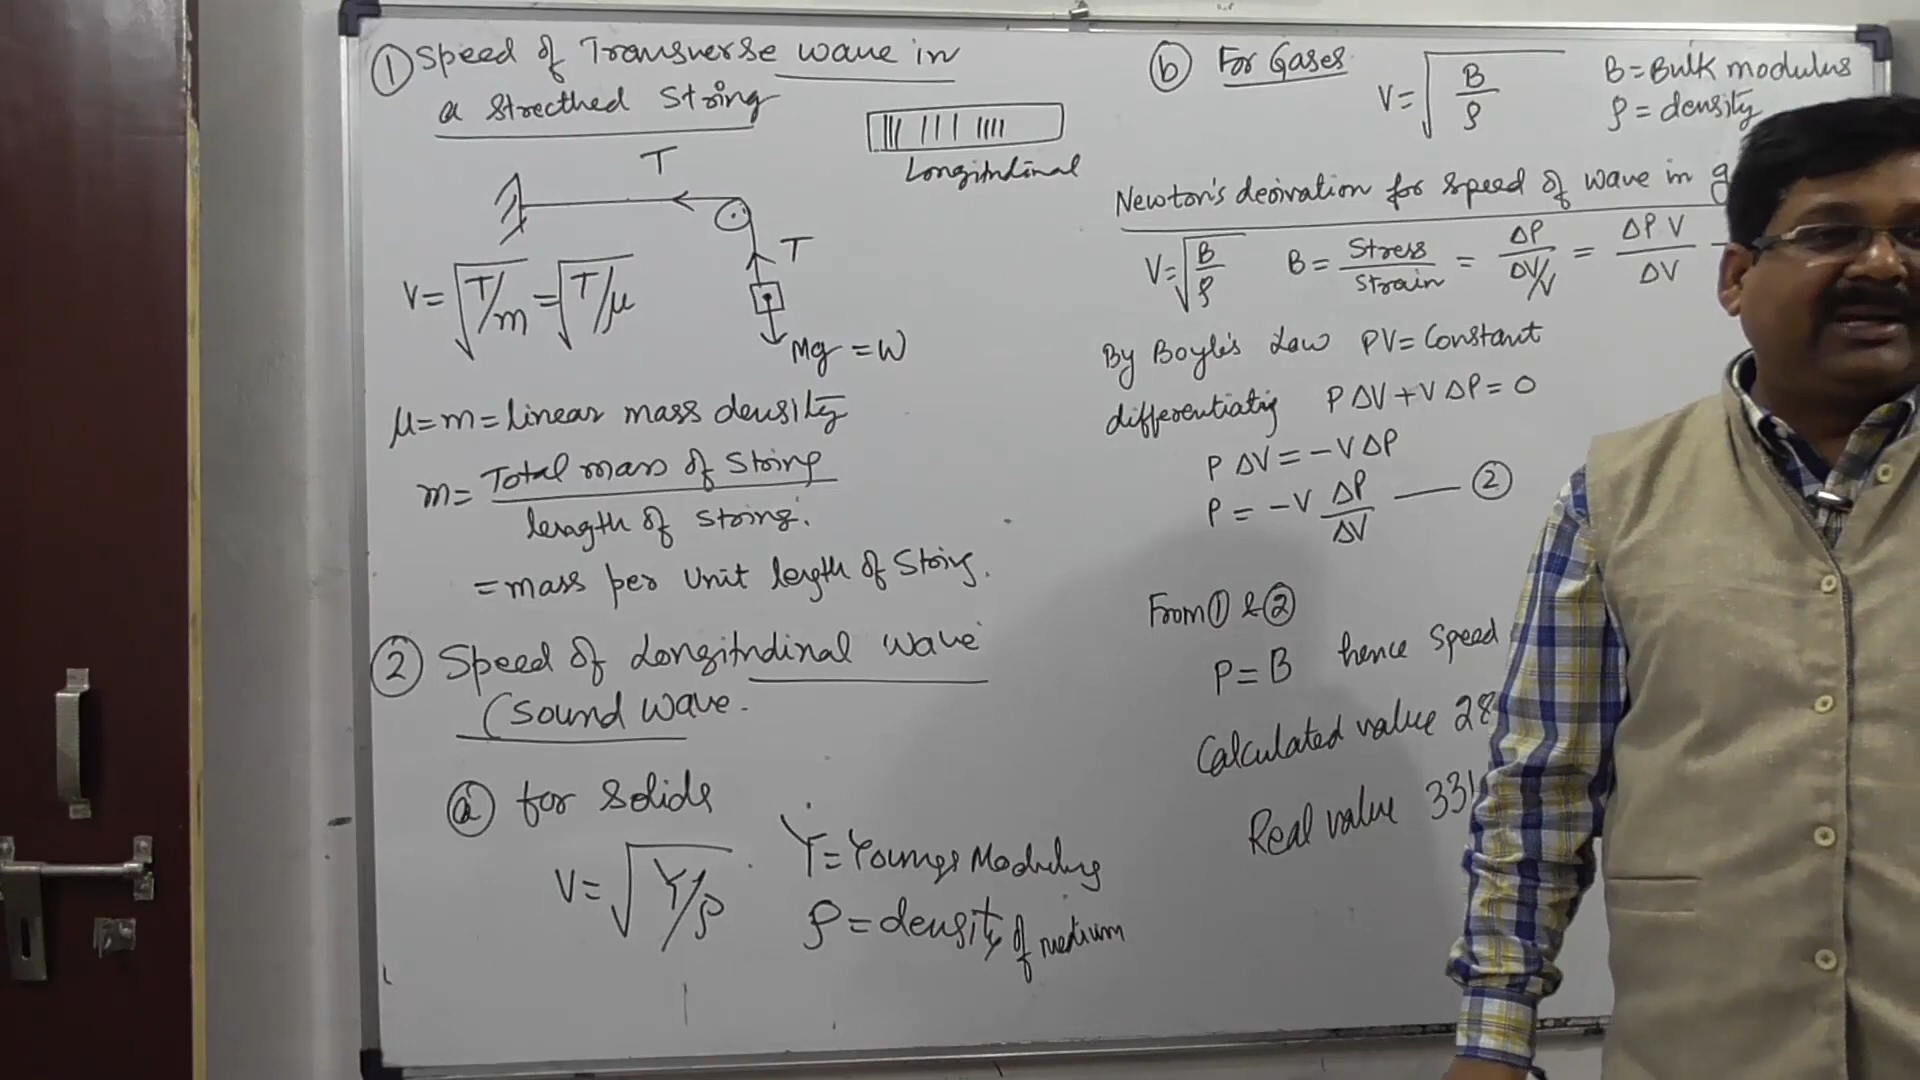 ① Speed of Transverse wave in
a Strecthed String
T
T
Mg = W
V = √T/m = √T/μ
μ = m = linear mass density
m = Total mass of String / length of string.
= mass per unit length of String.
② Speed of Longitudinal wave
(Sound wave.
ⓐ for solids
V = √Y/ρ
Y = Youngs Modulus
ρ = density of medium
Longitudinal
ⓑ For Gases
V = √B/ρ
B = Bulk modulus
ρ = density
Newton's derivation for speed of wave in g
V = √B/ρ B = Stress/Strain = ΔP/ΔV/V = ΔP V/ΔV
By Boyle's Law PV = Constant
differentiatig PΔV + VΔP = 0
PΔV = -VΔP
P = -V ΔP/ΔV — ②
From ① & ②
P = B hence speed
Calculated value 28
Real value 331